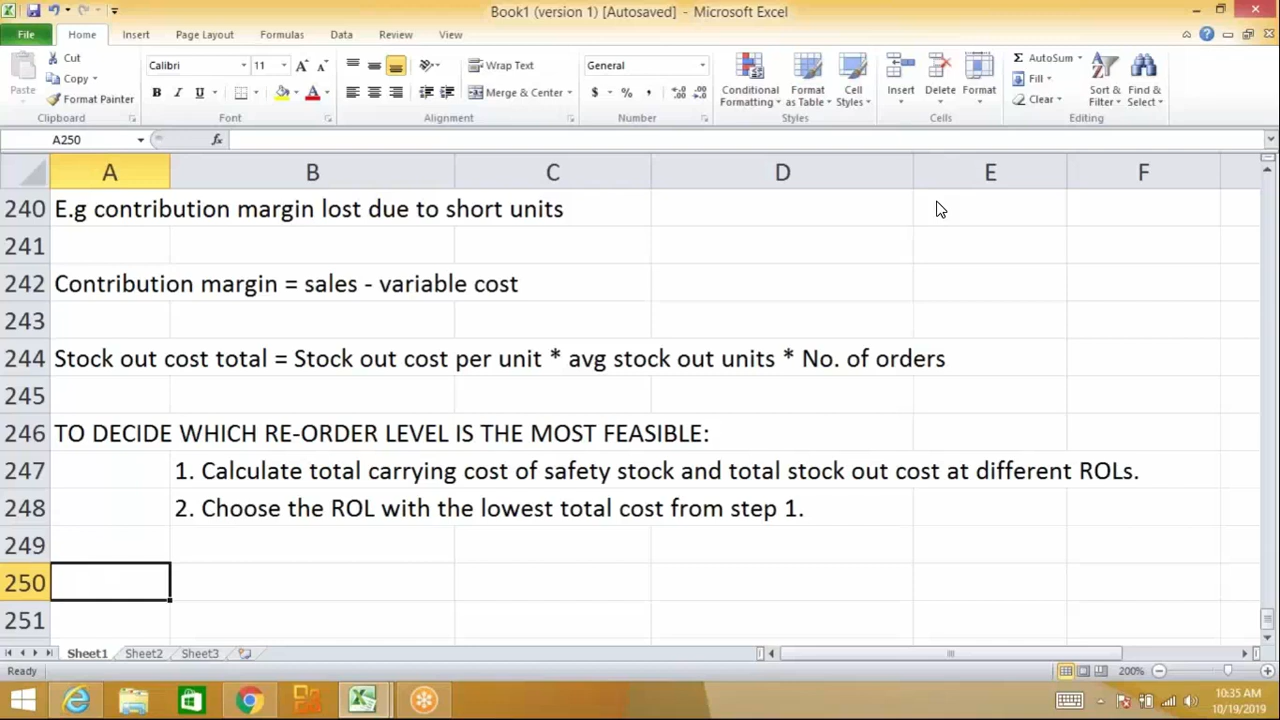 Book1 (version 1) [Autosaved] - Microsoft Excel
File Home Insert Page Layout Formulas Data Review View
Paste
Cut
Copy
Format Painter
Clipboard
Calibri 11
B I U A
Font
Wrap Text
Merge & Center
Alignment
General
$ % ,
Number
Conditional Formatting
Format as Table
Cell Styles
Styles
Insert
Delete
Format
Cells
Σ AutoSum
Fill
Clear
Sort & Filter
Find & Select
Editing
A250 fx
A B C D E F
240 E.g contribution margin lost due to short units
241
242 Contribution margin = sales - variable cost
243
244 Stock out cost total = Stock out cost per unit * avg stock out units * No. of orders
245
246 TO DECIDE WHICH RE-ORDER LEVEL IS THE MOST FEASIBLE:
247 1. Calculate total carrying cost of safety stock and total stock out cost at different ROLs.
248 2. Choose the ROL with the lowest total cost from step 1.
249
250
251
Sheet1 Sheet2 Sheet3
Ready 200%
10:35 AM
10/19/2019